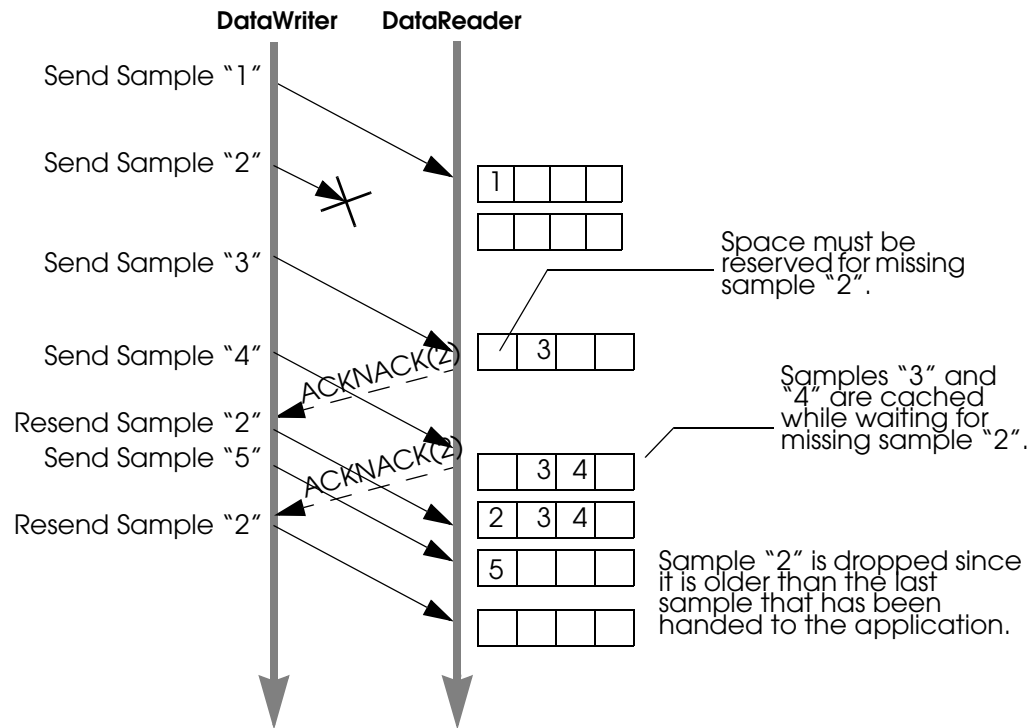 DataWriter DataReader
Send Sample “1”
Send Sample “2”
1
Send Sample “3”
Space must be
reserved for missing
sample “2”.
3
Send Sample “4”
ACKNACK(2)
Samples “3” and
“4” are cached
while waiting for
missing sample “2”.
Resend Sample “2”
Send Sample “5”
ACKNACK(2)
3 4
Resend Sample “2”
2 3 4
5
Sample “2” is dropped since
it is older than the last
sample that has been
handed to the application.